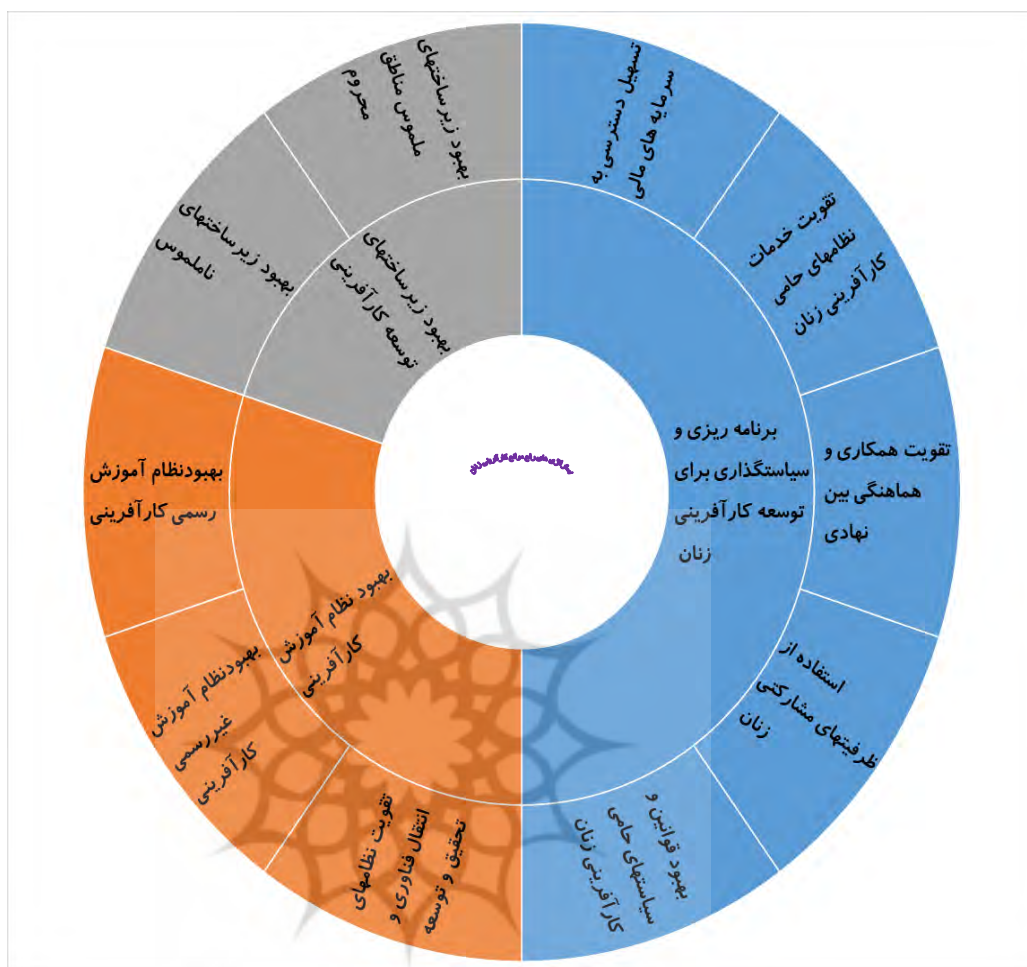 تسهیل دسترسی به
سرمایه های مالی
تقویت خدمات
نظامهای حامی
کارآفرینی زنان
تقویت همکاری و
هماهنگی بین
نهادی
استفاده از
ظرفیتهای مشارکتی
زنان
بهبود قوانین و
سیاستهای حامی
کارآفرینی زنان
برنامه ریزی و
سیاستگذاری برای
توسعه کارآفرینی
زنان
تقویت نظامهای
انتقال فناوری و
تحقیق و توسعه
بهبودنظام آموزش
غیررسمی
کارآفرینی
بهبودنظام آموزش
رسمی کارآفرینی
بهبود نظام آموزش
کارآفرینی
بهبود زیرساختهای
ناملموس
بهبود زیرساختهای
ملموس مناطق
محروم
بهبود زیرساختهای
توسعه کارآفرینی